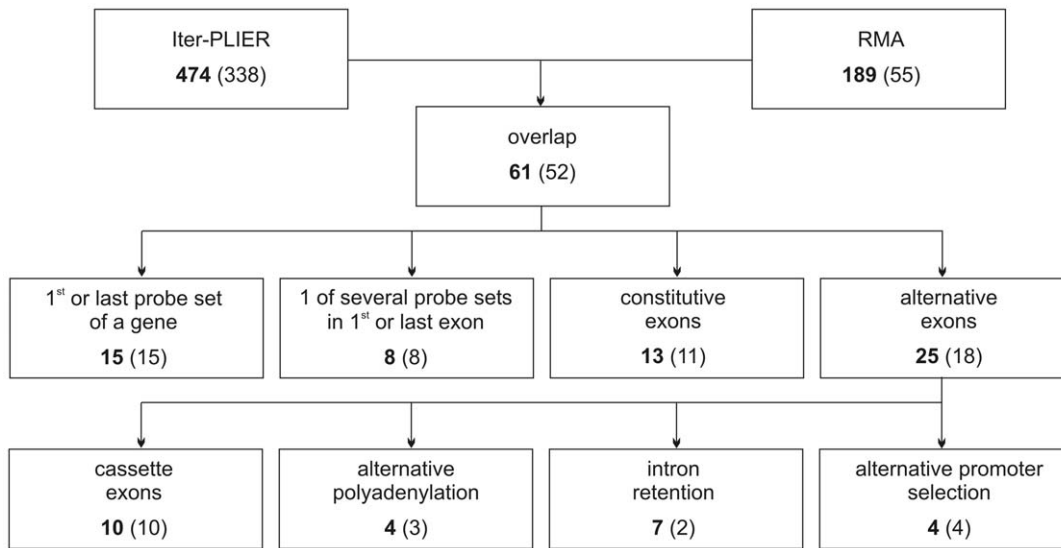 Iter-PLIER
474 (338)
RMA
189 (55)
overlap
61 (52)
1st or last probe set
of a gene
15 (15)
1 of several probe sets
in 1st or last exon
8 (8)
constitutive
exons
13 (11)
alternative
exons
25 (18)
cassette
exons
10 (10)
alternative
polyadenylation
4 (3)
intron
retention
7 (2)
alternative promoter
selection
4 (4)